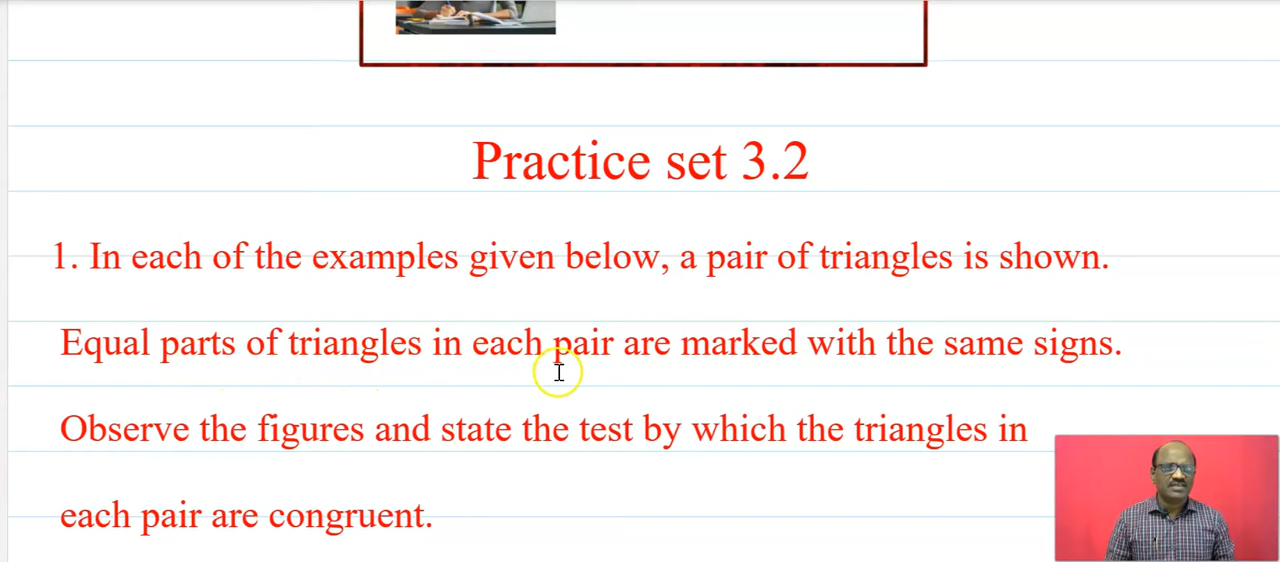 Practice set 3.2
1. In each of the examples given below, a pair of triangles is shown.
Equal parts of triangles in each pair are marked with the same signs.
Observe the figures and state the test by which the triangles in
each pair are congruent.